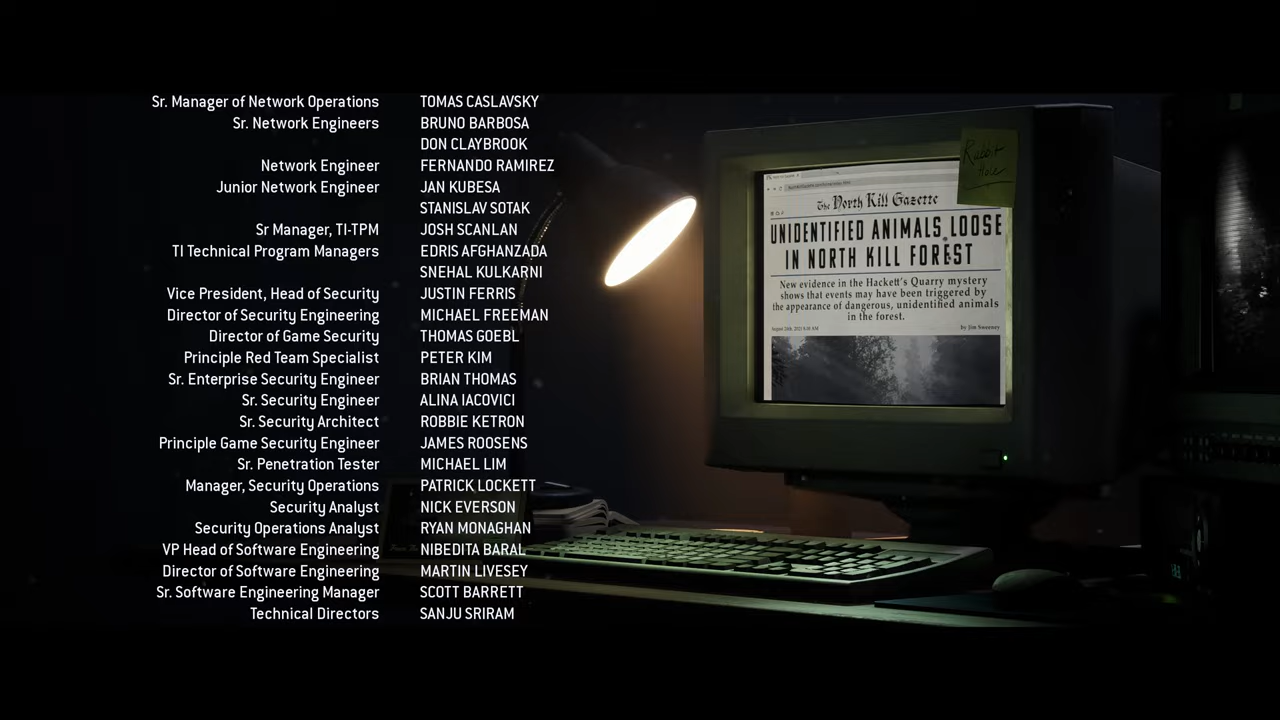 Sr. Manager of Network Operations TOMAS CASLAVSKY
Sr. Network Engineers BRUNO BARBOSA
DON CLAYBROOK
Network Engineer FERNANDO RAMIREZ
Junior Network Engineer JAN KUBESA
STANISLAV SOTAK
Sr Manager, TI-TPM JOSH SCANLAN
TI Technical Program Managers EDRIS AFGHANZADA
SNEHAL KULKARNI
Vice President, Head of Security JUSTIN FERRIS
Director of Security Engineering MICHAEL FREEMAN
Director of Game Security THOMAS GOEBL
Principle Red Team Specialist PETER KIM
Sr. Enterprise Security Engineer BRIAN THOMAS
Sr. Security Engineer ALINA IACOVICI
Sr. Security Architect ROBBIE KETRON
Principle Game Security Engineer JAMES ROOSENS
Sr. Penetration Tester MICHAEL LIM
Manager, Security Operations PATRICK LOCKETT
Security Analyst NICK EVERSON
Security Operations Analyst RYAN MONAGHAN
VP Head of Software Engineering NIBEDITA BARAL
Director of Software Engineering MARTIN LIVESEY
Sr. Software Engineering Manager SCOTT BARRETT
Technical Directors SANJU SRIRAM
Rabbit
Hole
The North Kill Gazette
UNIDENTIFIED ANIMALS LOOSE
IN NORTH KILL FOREST
New evidence in the Hackett's Quarry mystery
shows that events may have been triggered by
the appearance of dangerous, unidentified animals
in the forest.
by Jim Sweeney